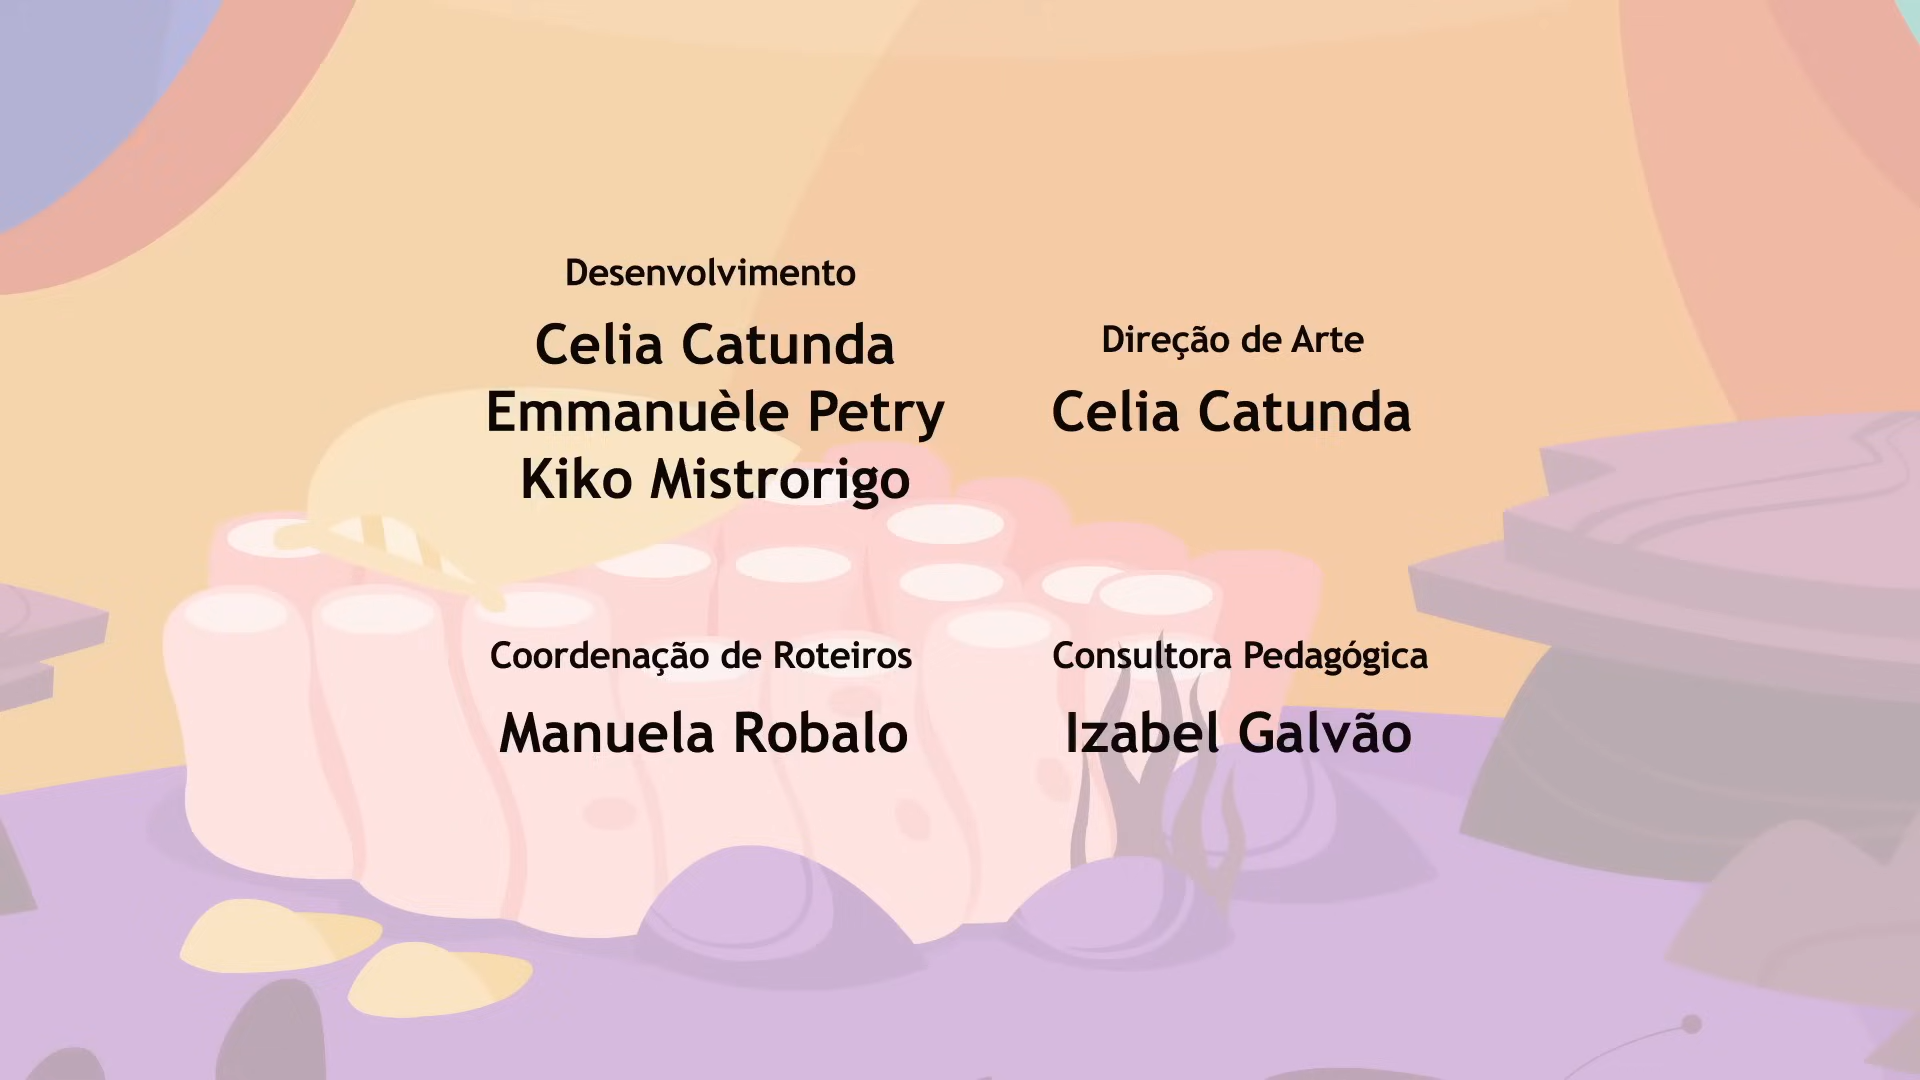 Desenvolvimento
Celia Catunda
Emmanuèle Petry
Kiko Mistrorigo
Direção de Arte
Celia Catunda
Coordenação de Roteiros
Manuela Robalo
Consultora Pedagógica
Izabel Galvão